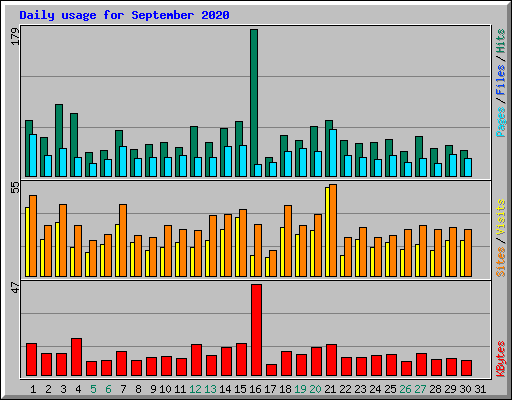 Daily usage for September 2020
179
Pages / Files / Hits
55
Sites / Visits
47
KBytes
1 2 3 4 5 6 7 8 9 10 11 12 13 14 15 16 17 18 19 20 21 22 23 24 25 26 27 28 29 30 31